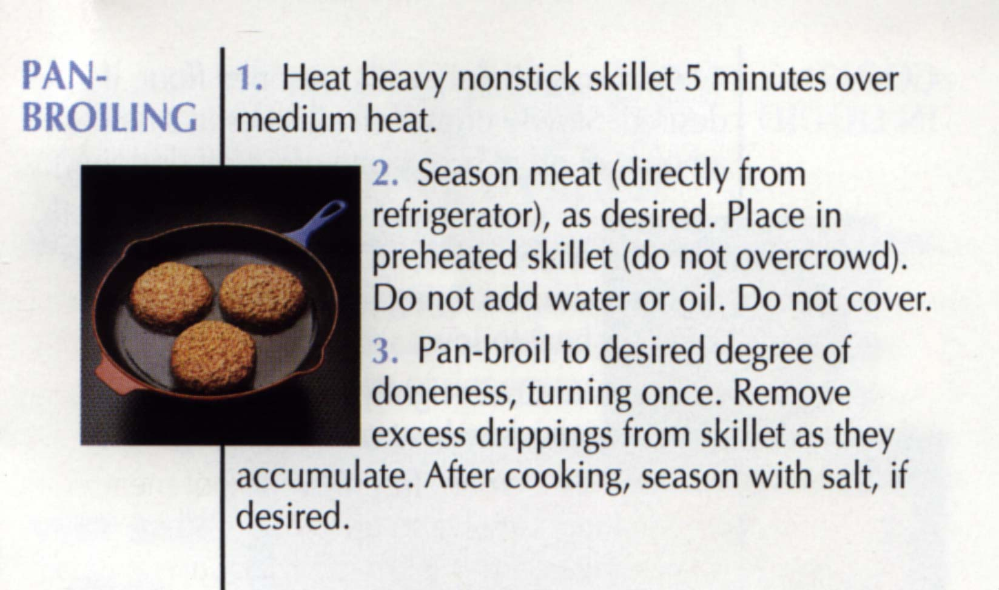 PAN-
BROILING
1. Heat heavy nonstick skillet 5 minutes over
medium heat.
2. Season meat (directly from
refrigerator), as desired. Place in
preheated skillet (do not overcrowd).
Do not add water or oil. Do not cover.
3. Pan-broil to desired degree of
doneness, turning once. Remove
excess drippings from skillet as they
accumulate. After cooking, season with salt, if
desired.